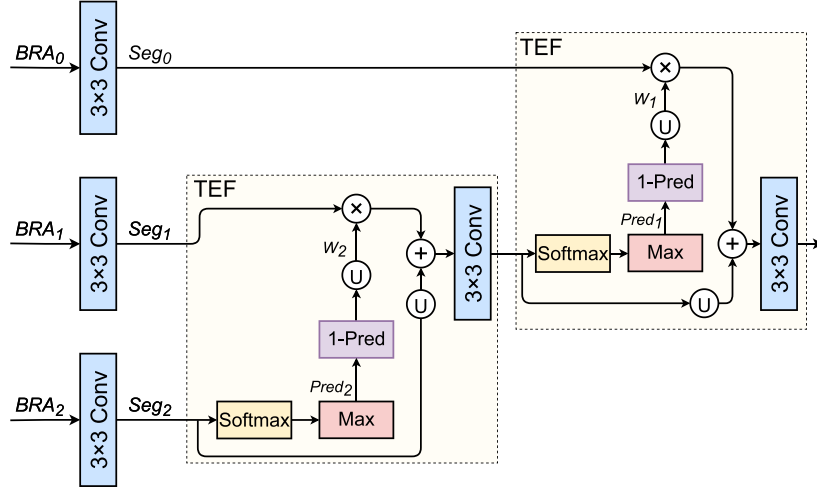 BRA0
3×3 Conv
Seg0
TEF
×
w1
U
1-Pred
Pred1
Softmax
Max
U
+
3×3 Conv
BRA1
3×3 Conv
Seg1
TEF
×
w2
U
1-Pred
Pred2
Softmax
Max
U
+
3×3 Conv
BRA2
3×3 Conv
Seg2